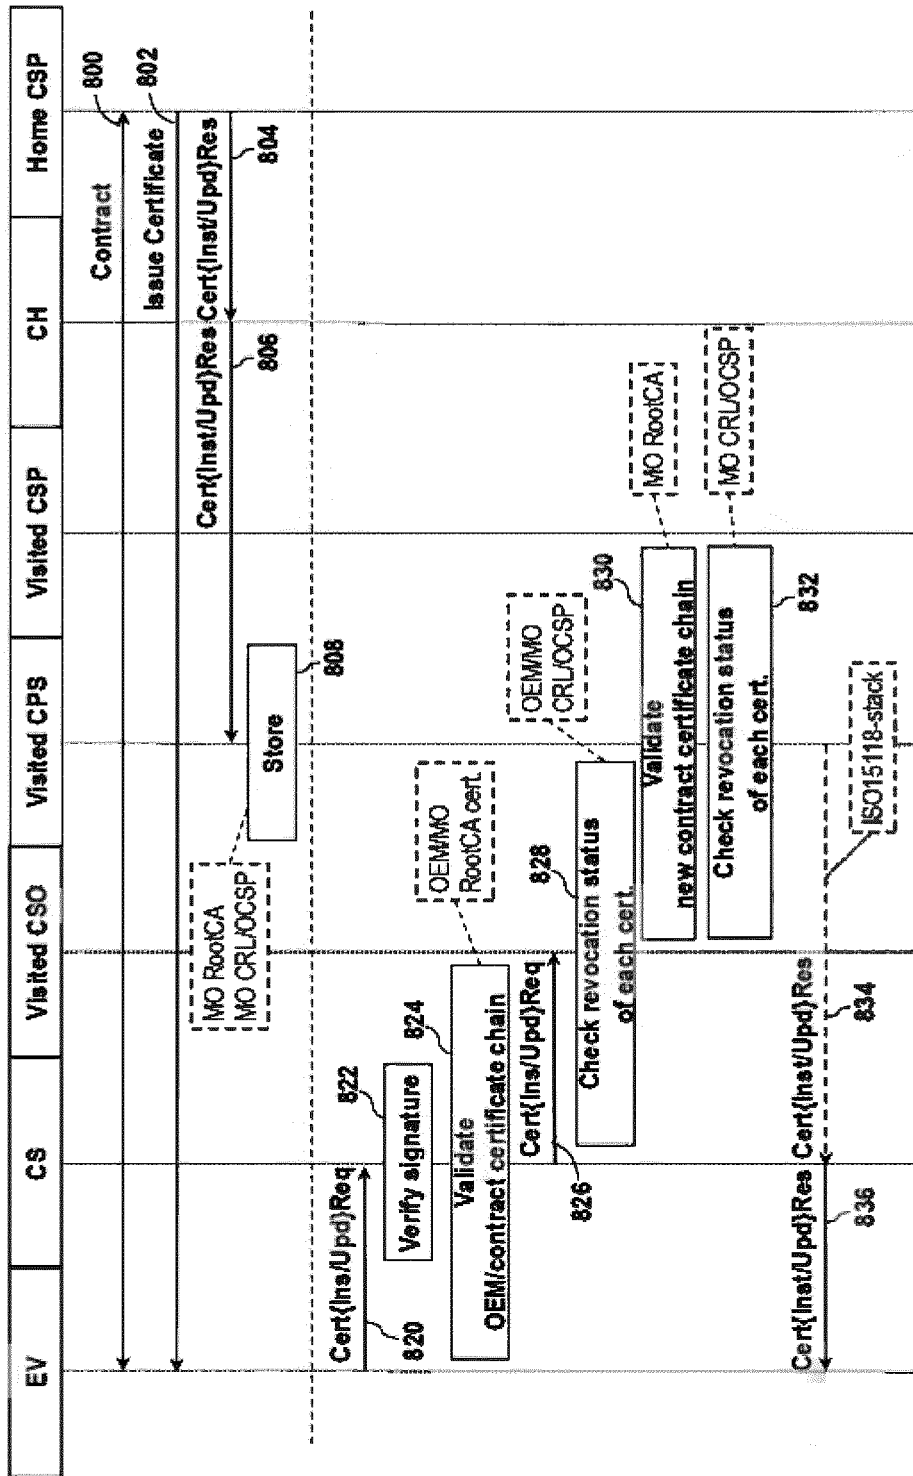 EV
CS
Visited CSO
Visited CPS
Visited CSP
CH
Home CSP
Contract
800
Issue Certificate
802
Cert{Inst/Upd}Res
Cert{Inst/Upd}Res
804
806
MO RootCA
MO CRL/OCSP
Store
808
Cert{Ins/Upd}Req
820
Verify signature
822
Validate
OEM/contract certificate chain
824
OEM/MO
RootCA cert.
Cert{Ins/Upd}Req
826
Check revocation status
of each cert.
828
OEM/MO
CRL/OCSP
Validate
new contract certificate chain
830
MO RootCA
Check revocation status
of each cert.
832
MO CRL/OCSP
Cert{Inst/Upd}Res
Cert{Inst/Upd}Res
834
836
ISO15118-stack